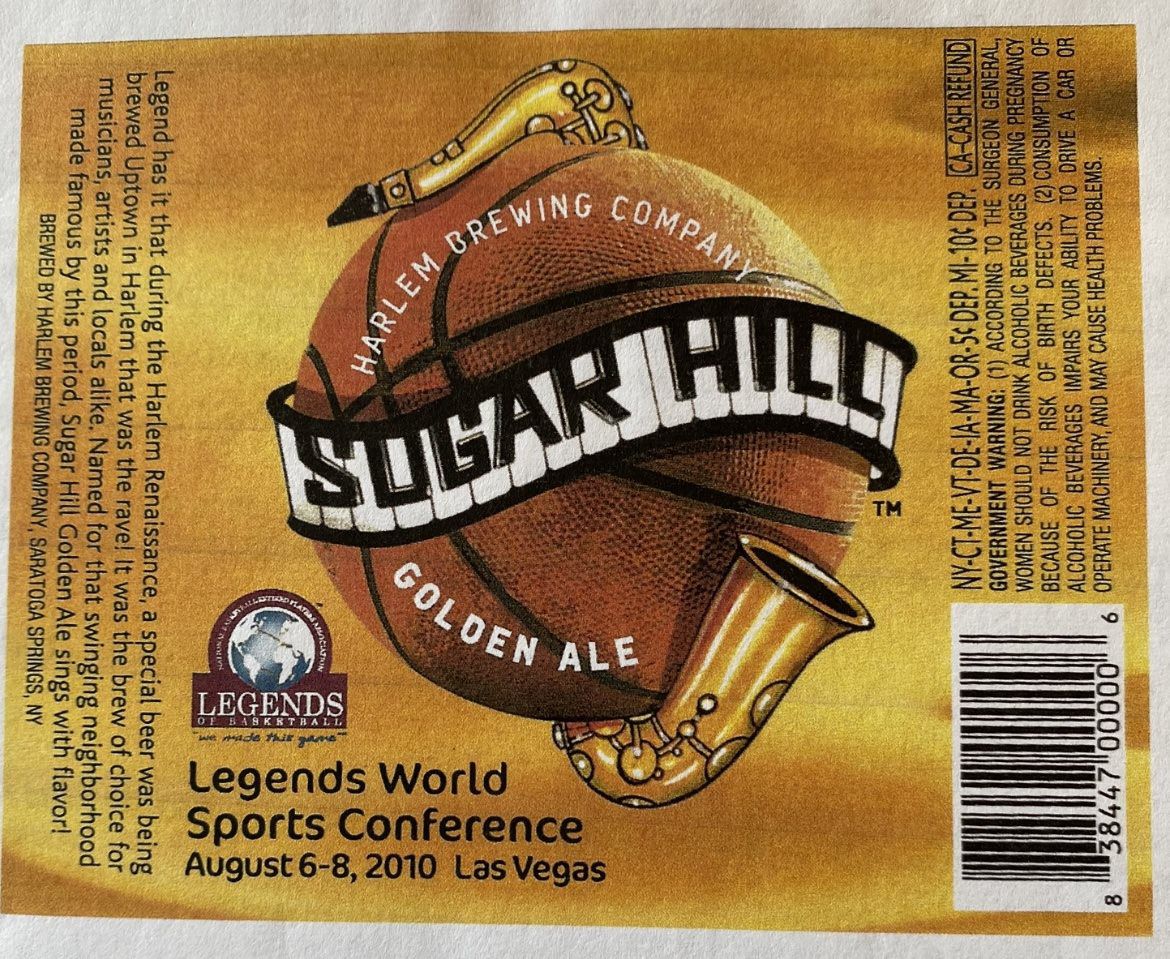 Legend has it that during the Harlem Renaissance, a special beer was being
brewed Uptown in Harlem that was the rave! It was the brew of choice for
musicians, artists and locals alike. Named for that swinging neighborhood
made famous by this period, Sugar Hill Golden Ale sings with flavor!
BREWED BY HARLEM BREWING COMPANY, SARATOGA SPRINGS, NY
HARLEM BREWING COMPANY
SUGAR HILL
TM
GOLDEN ALE
LEGENDS
OF BASKETBALL
we made this game
Legends World
Sports Conference
August 6-8, 2010 Las Vegas
NY-CT-ME-VT-DE-IA-MA-OR-5¢ DEP. MI-10¢ DEP. CA-CASH REFUND
GOVERNMENT WARNING: (1) ACCORDING TO THE SURGEON GENERAL,
WOMEN SHOULD NOT DRINK ALCOHOLIC BEVERAGES DURING PREGNANCY
BECAUSE OF THE RISK OF BIRTH DEFECTS. (2) CONSUMPTION OF
ALCOHOLIC BEVERAGES IMPAIRS YOUR ABILITY TO DRIVE A CAR OR
OPERATE MACHINERY, AND MAY CAUSE HEALTH PROBLEMS.
8 38447 00000 6